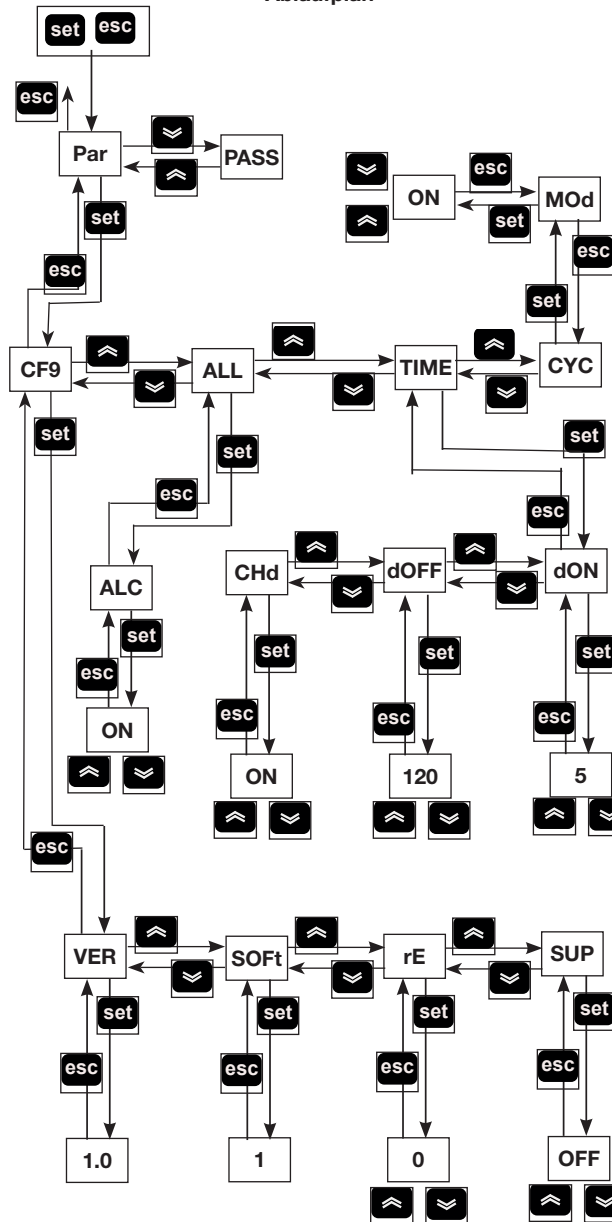 set esc
esc
Par PASS
set
ON esc MOd
set esc
esc
set
CF9 ALL TIME CYC
set set set
esc
esc
CHd dOFF dON
ALC
set set set set
esc
esc esc esc
ON
ON 120 5
esc
VER SOFt rE SUP
set set set set
esc esc esc esc
1.0 1 0 OFF